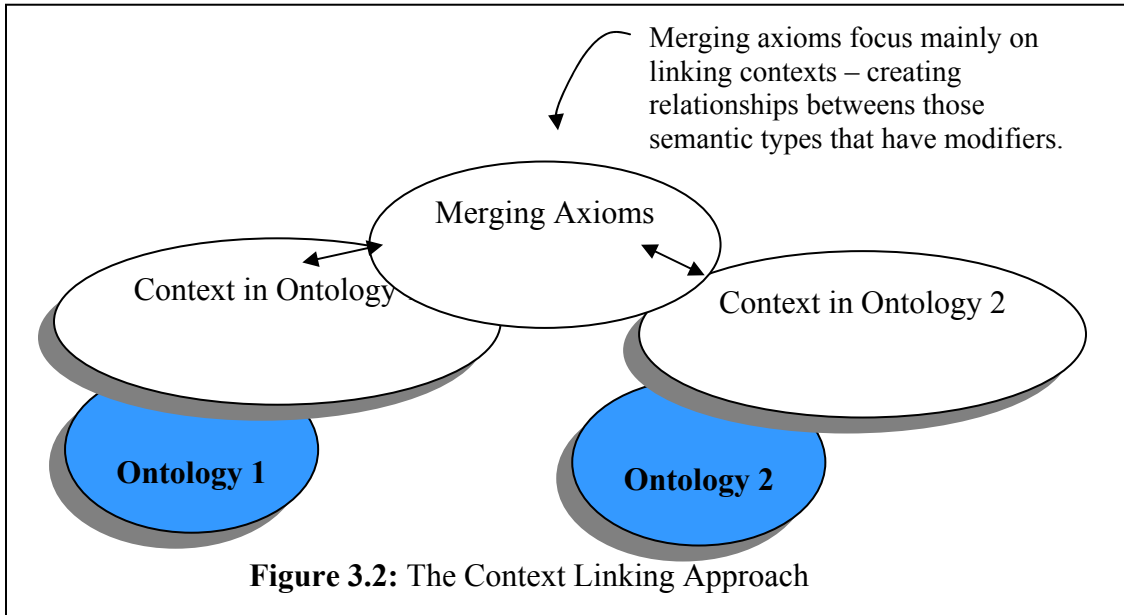 Merging axioms focus mainly on
linking contexts – creating
relationships betweens those
semantic types that have modifiers.
Merging Axioms
Context in Ontology
Context in Ontology 2
Ontology 1
Ontology 2
Figure 3.2: The Context Linking Approach